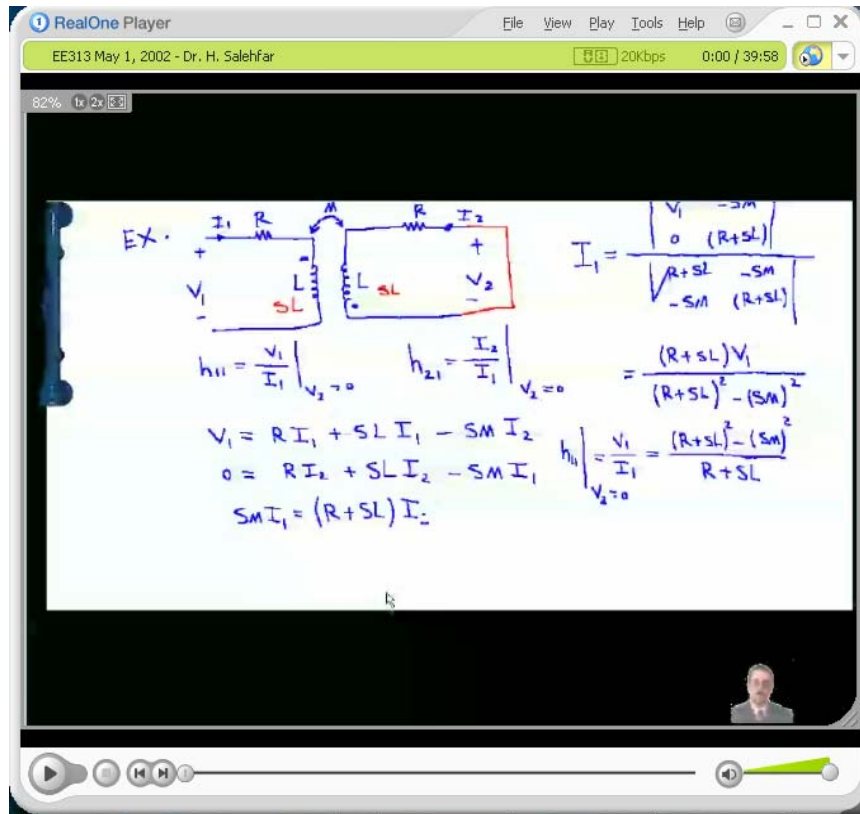 RealOne Player
File View Play Tools Help
EE313 May 1, 2002 - Dr. H. Salehfar
20Kbps
0:00 / 39:58
82% 1x 2x
EX.
I₁ R M R I₂
+ +
V₁ L L V₂
SL SL
- -
h₁₁ = V₁/I₁ |V₂=0
h₂₁ = I₂/I₁ |V₂=0
V₁ = RI₁ + SLI₁ - SMI₂
0 = RI₂ + SLI₂ - SMI₁
SMI₁ = (R+SL) I
I₁ =
V₁ -SM
0 (R+SL)
R+SL -SM
-SM (R+SL)
= (R+SL)V₁ / (R+SL)² - (SM)²
h₁₁ |V₂=0 = V₁/I₁ = (R+SL)² - (SM)² / R+SL